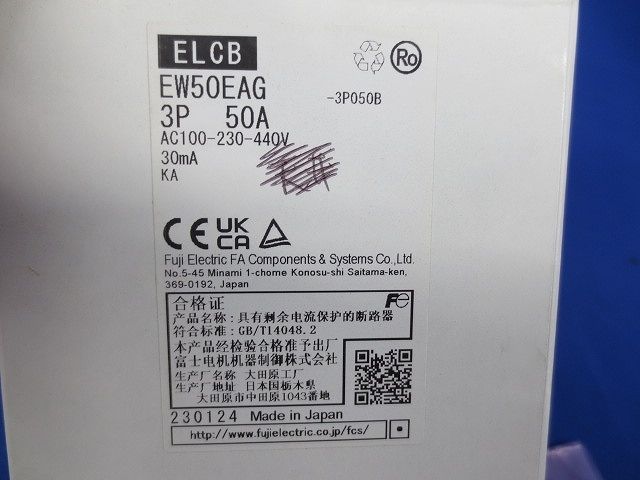 ELCB
Ro
EW50EAG -3P050B
3P 50A
AC100-230-440V
30mA
KA
CE UK CA
Fuji Electric FA Components & Systems Co.,Ltd.
No.5-45 Minami 1-chome Konosu-shi Saitama-ken,
369-0192, Japan
合格证 Fe
产品名称:具有剩余电流保护的断路器
符合标准:GB/T14048.2
本产品经检验合格准予出厂
富士电机机器制御株式会社
生产厂名称 大田原工厂
生产厂地址 日本国栃木県
大田原市中田原1043番地
230124 Made in Japan
http://www.fujielectric.co.jp/fcs/